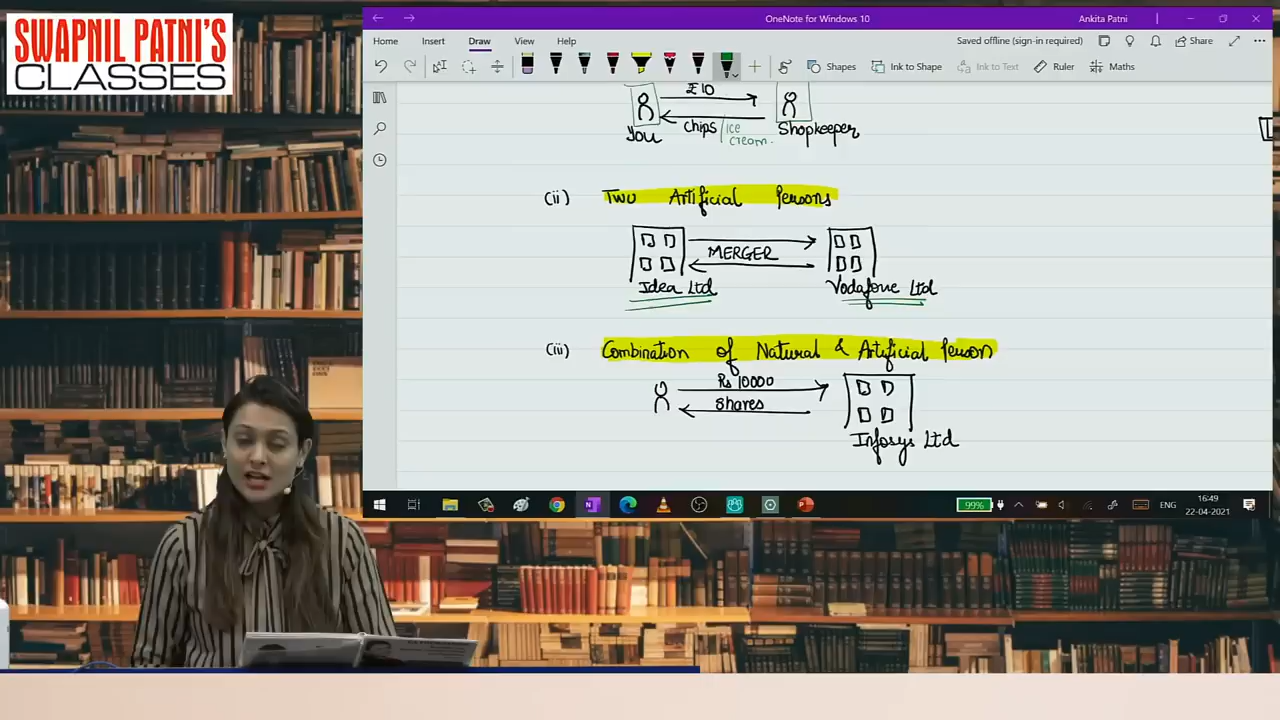 SWAPNIL PATNI'S
CLASSES
OneNote for Windows 10
Ankita Patni
Home Insert Draw View Help
Saved offline (sign-in required)
Share
Shapes
Ink to Shape
Ink to Text
Ruler
Maths
₹10
chips/ice cream.
You
Shopkeeper
(ii) Two Artificial Persons
MERGER
Idea Ltd
Vodafone Ltd
(iii) Combination of Natural & Artificial Person
Rs 10000
shares
Infosys Ltd
99%
ENG
16:49
22-04-2021